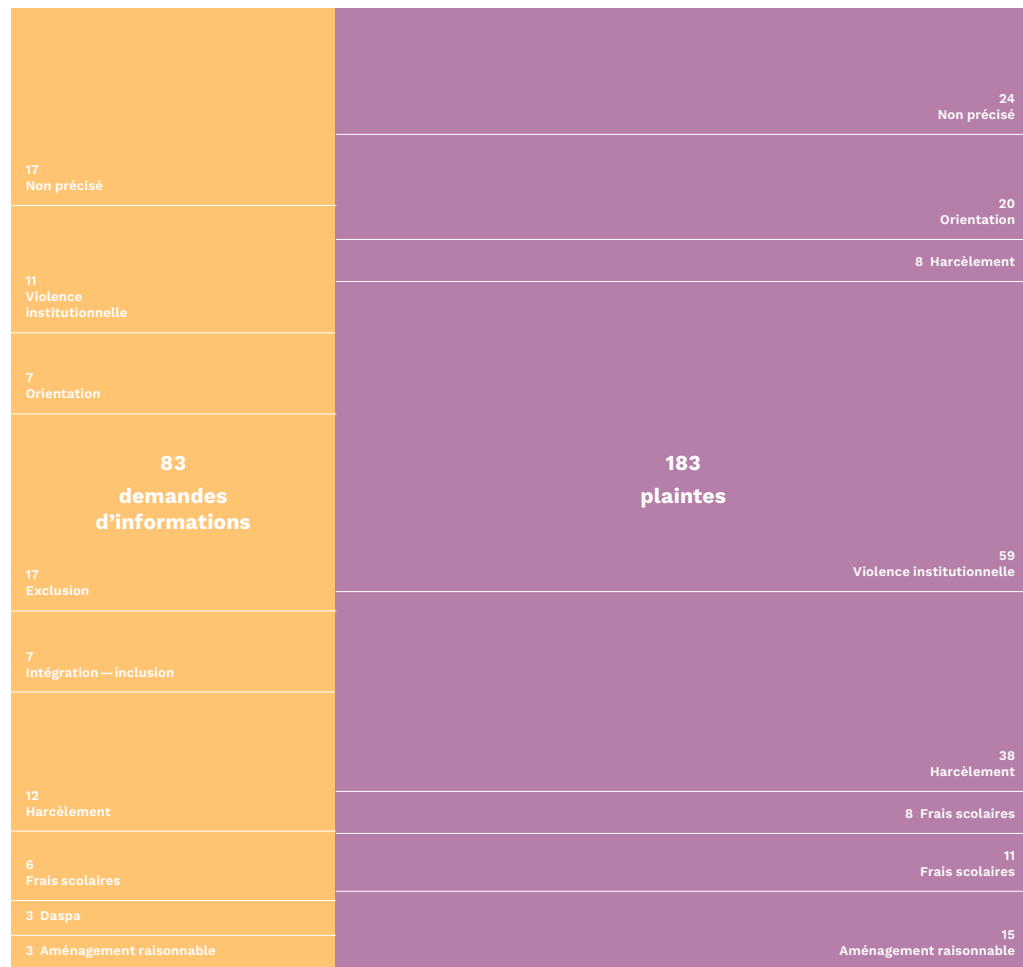 17
Non précisé
11
Violence
institutionnelle
7
Orientation
83
demandes
d’informations
17
Exclusion
7
Intégration — inclusion
12
Harcèlement
6
Frais scolaires
3 Daspa
3 Aménagement raisonnable
24
Non précisé
20
Orientation
8 Harcèlement
183
plaintes
59
Violence institutionnelle
38
Harcèlement
8 Frais scolaires
11
Frais scolaires
15
Aménagement raisonnable